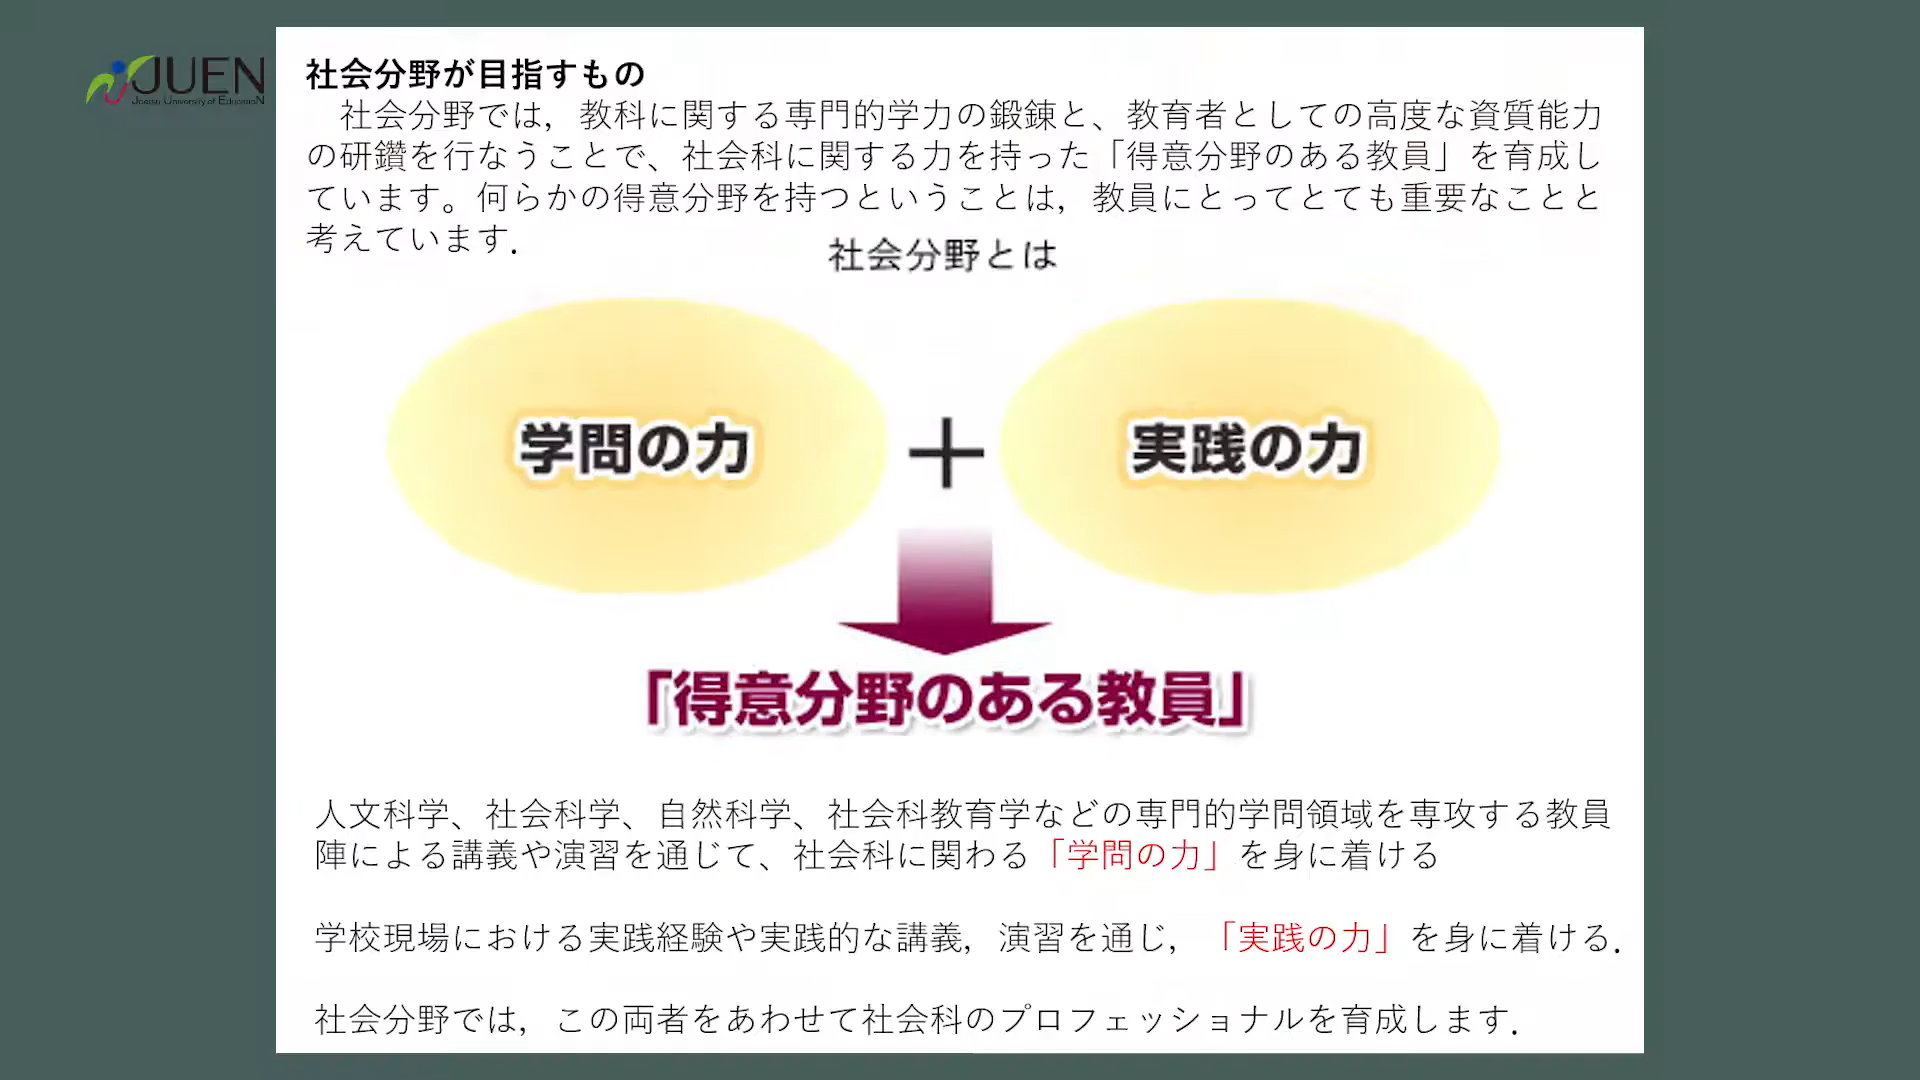 JUEN
Joetsu University of Education
社会分野が目指すもの
社会分野では，教科に関する専門的学力の鍛錬と、教育者としての高度な資質能力
の研鑽を行なうことで、社会科に関する力を持った「得意分野のある教員」を育成し
ています。何らかの得意分野を持つということは，教員にとってとても重要なことと
考えています．
社会分野とは
学問の力
＋
実践の力
「得意分野のある教員」
人文科学、社会科学、自然科学、社会科教育学などの専門的学問領域を専攻する教員
陣による講義や演習を通じて、社会科に関わる「学問の力」を身に着ける
学校現場における実践経験や実践的な講義，演習を通じ，「実践の力」を身に着ける．
社会分野では，この両者をあわせて社会科のプロフェッショナルを育成します．